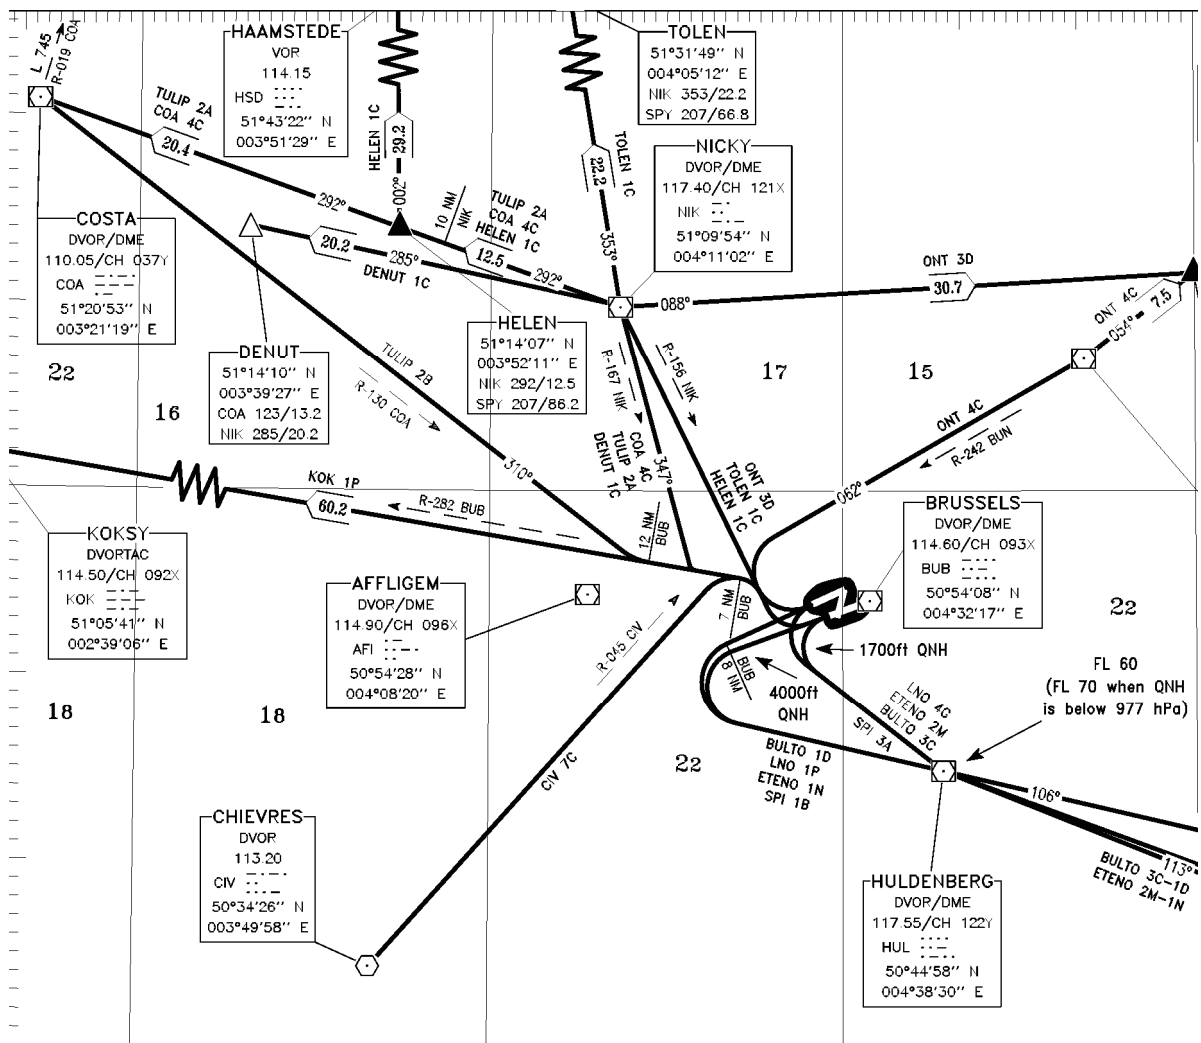 L 745
R-019 COA
HAAMSTEDE
VOR
114.15
HSD
51°43'22'' N
003°51'29'' E
TOLEN
51°31'49'' N
004°05'12'' E
NIK 353/22.2
SPY 207/66.8
TULIP 2A
COA 4C
20.4
292°
HELEN 1C
29.2
002°
TOLEN 1C
22.2
353°
NICKY
DVOR/DME
117.40/CH 121X
NIK
51°09'54'' N
004°11'02'' E
COSTA
DVOR/DME
110.05/CH 037Y
COA
51°20'53'' N
003°21'19'' E
10 NM
NIK
TULIP 2A
COA 4C
HELEN 1C
12.5
292°
20.2
285°
DENUT 1C
ONT 3D
30.7
088°
ONT 4C
7.5
054°
HELEN
51°14'07'' N
003°52'11'' E
NIK 292/12.5
SPY 207/86.2
DENUT
51°14'10'' N
003°39'27'' E
COA 123/13.2
NIK 285/20.2
22
16
17
15
TULIP 2B
R-130 COA
310°
R-167 NIK
R-156 NIK
347°
COA 4C
TULIP 2A
DENUT 1C
ONT 3D
TOLEN 1C
HELEN 1C
ONT 4C
R-242 BUN
062°
KOK 1P
60.2
R-282 BUB
12 NM
BUB
KOKSY
DVORTAC
114.50/CH 092X
KOK
51°05'41'' N
002°39'06'' E
BRUSSELS
DVOR/DME
114.60/CH 093X
BUB
50°54'08'' N
004°32'17'' E
AFFLIGEM
DVOR/DME
114.90/CH 096X
AFI
50°54'28'' N
004°08'20'' E
R-045 CIV
7 NM
BUB
BUB
8 NM
22
1700ft QNH
4000ft
QNH
FL 60
(FL 70 when QNH
is below 977 hPa)
18
18
22
LNO 4G
ETENO 2M
BULTO 3C
SPI 3A
BULTO 1D
LNO 1P
ETENO 1N
SPI 1B
CIV 7C
CHIEVRES
DVOR
113.20
CIV
50°34'26'' N
003°49'58'' E
106°
113°
BULTO 3C-1D
ETENO 2M-1N
HULDENBERG
DVOR/DME
117.55/CH 122Y
HUL
50°44'58'' N
004°38'30'' E